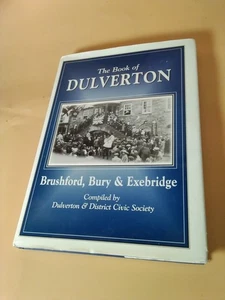 The Book of
DULVERTON
Brushford, Bury & Exebridge
Compiled by
Dulverton & District Civic Society